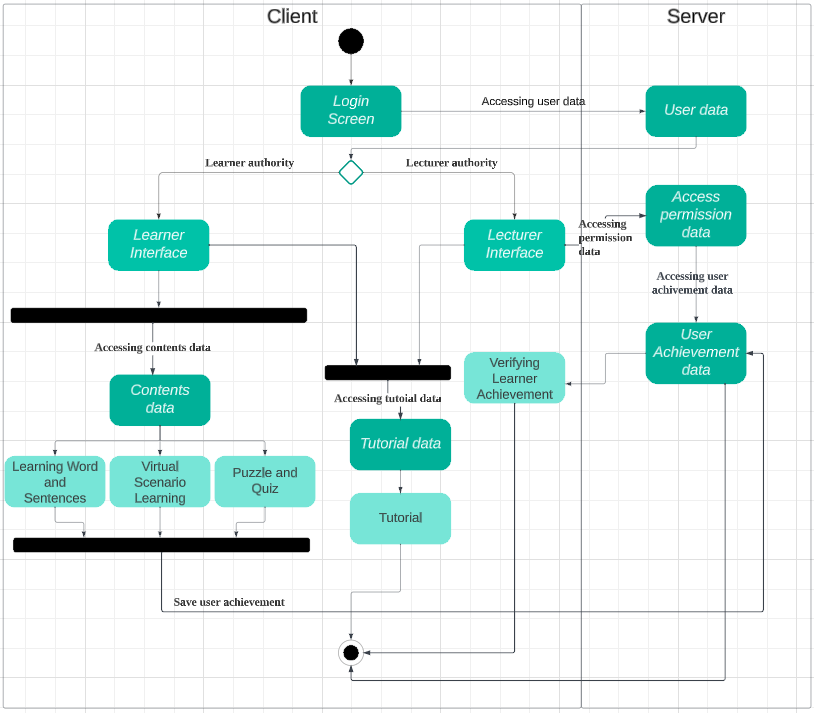 Client
Server
Login
Screen
Accessing user data
User data
Learner authority
Lecturer authority
Learner
Interface
Lecturer
Interface
Accessing
permission
data
Access
permission
data
Accessing user
achivement data
Accessing contents data
User
Achievement
data
Verifying
Learner
Achievement
Contents
data
Accessing tutoial data
Tutorial data
Learning Word
and
Sentences
Virtual
Scenario
Learning
Puzzle and
Quiz
Tutorial
Save user achievement